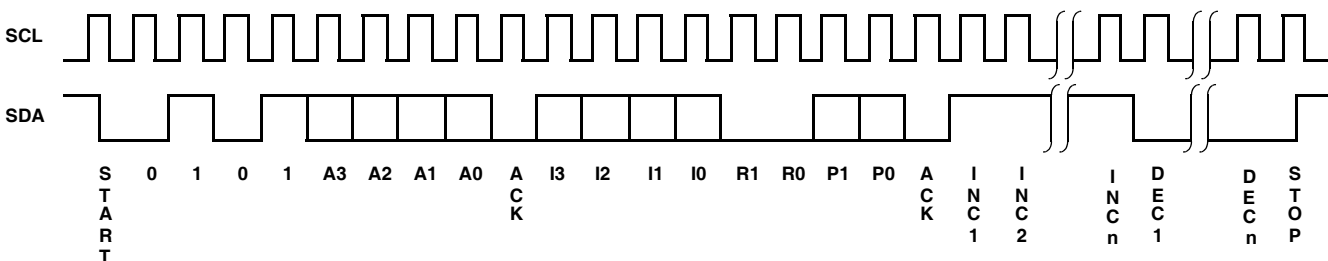 SCL
SDA
START 0 1 0 1 A3 A2 A1 A0 ACK I3 I2 I1 I0 R1 R0 P1 P0 ACK INC1 INC2 INCn DEC1 DECn STOP